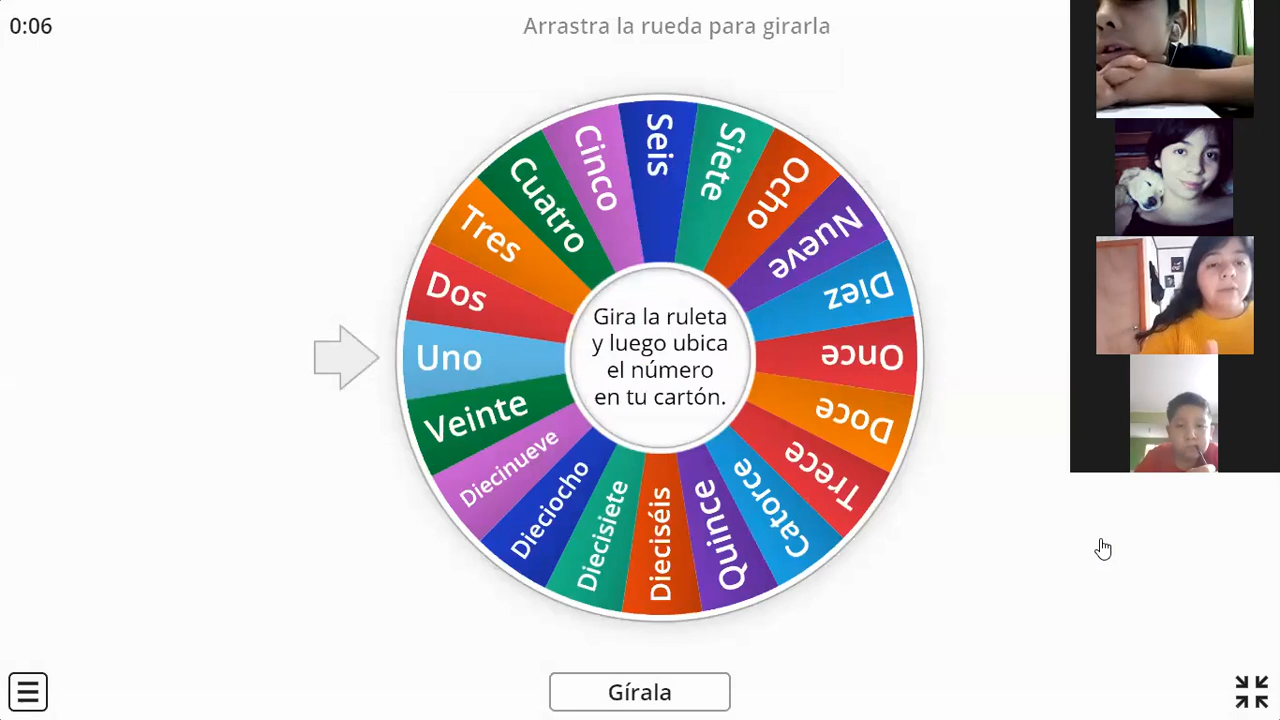 0:06
Arrastra la rueda para girarla
Uno
Dos
Tres
Cuatro
Cinco
Seis
Siete
Ocho
Nueve
Diez
Once
Doce
Trece
Catorce
Quince
Dieciséis
Diecisiete
Dieciocho
Diecinueve
Veinte
Gira la ruleta
y luego ubica
el número
en tu cartón.
Gírala